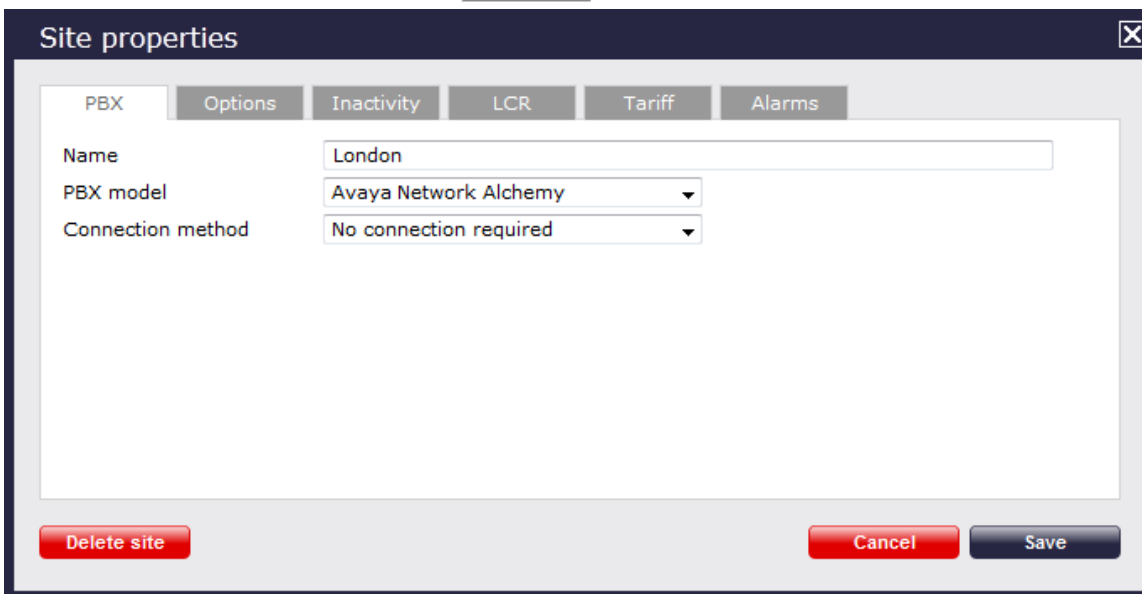 Site properties
PBX Options Inactivity LCR Tariff Alarms
Name London
PBX model Avaya Network Alchemy
Connection method No connection required
Delete site Cancel Save